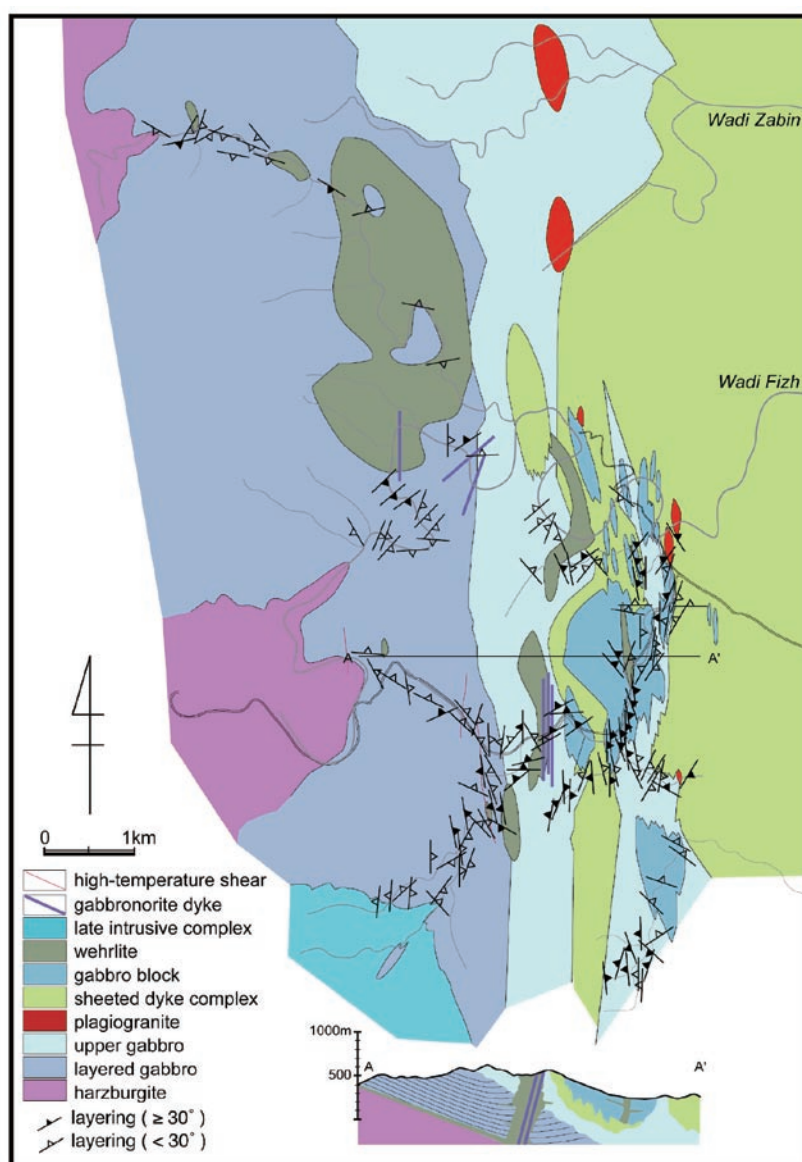 Wadi Zabin
Wadi Fizh
A A'
0 1km
high-temperature shear
gabbronorite dyke
late intrusive complex
wehrlite
gabbro block
sheeted dyke complex
plagiogranite
upper gabbro
layered gabbro
harzburgite
layering ( ≥ 30˚ )
layering ( < 30˚ )
1000m
A A'
500